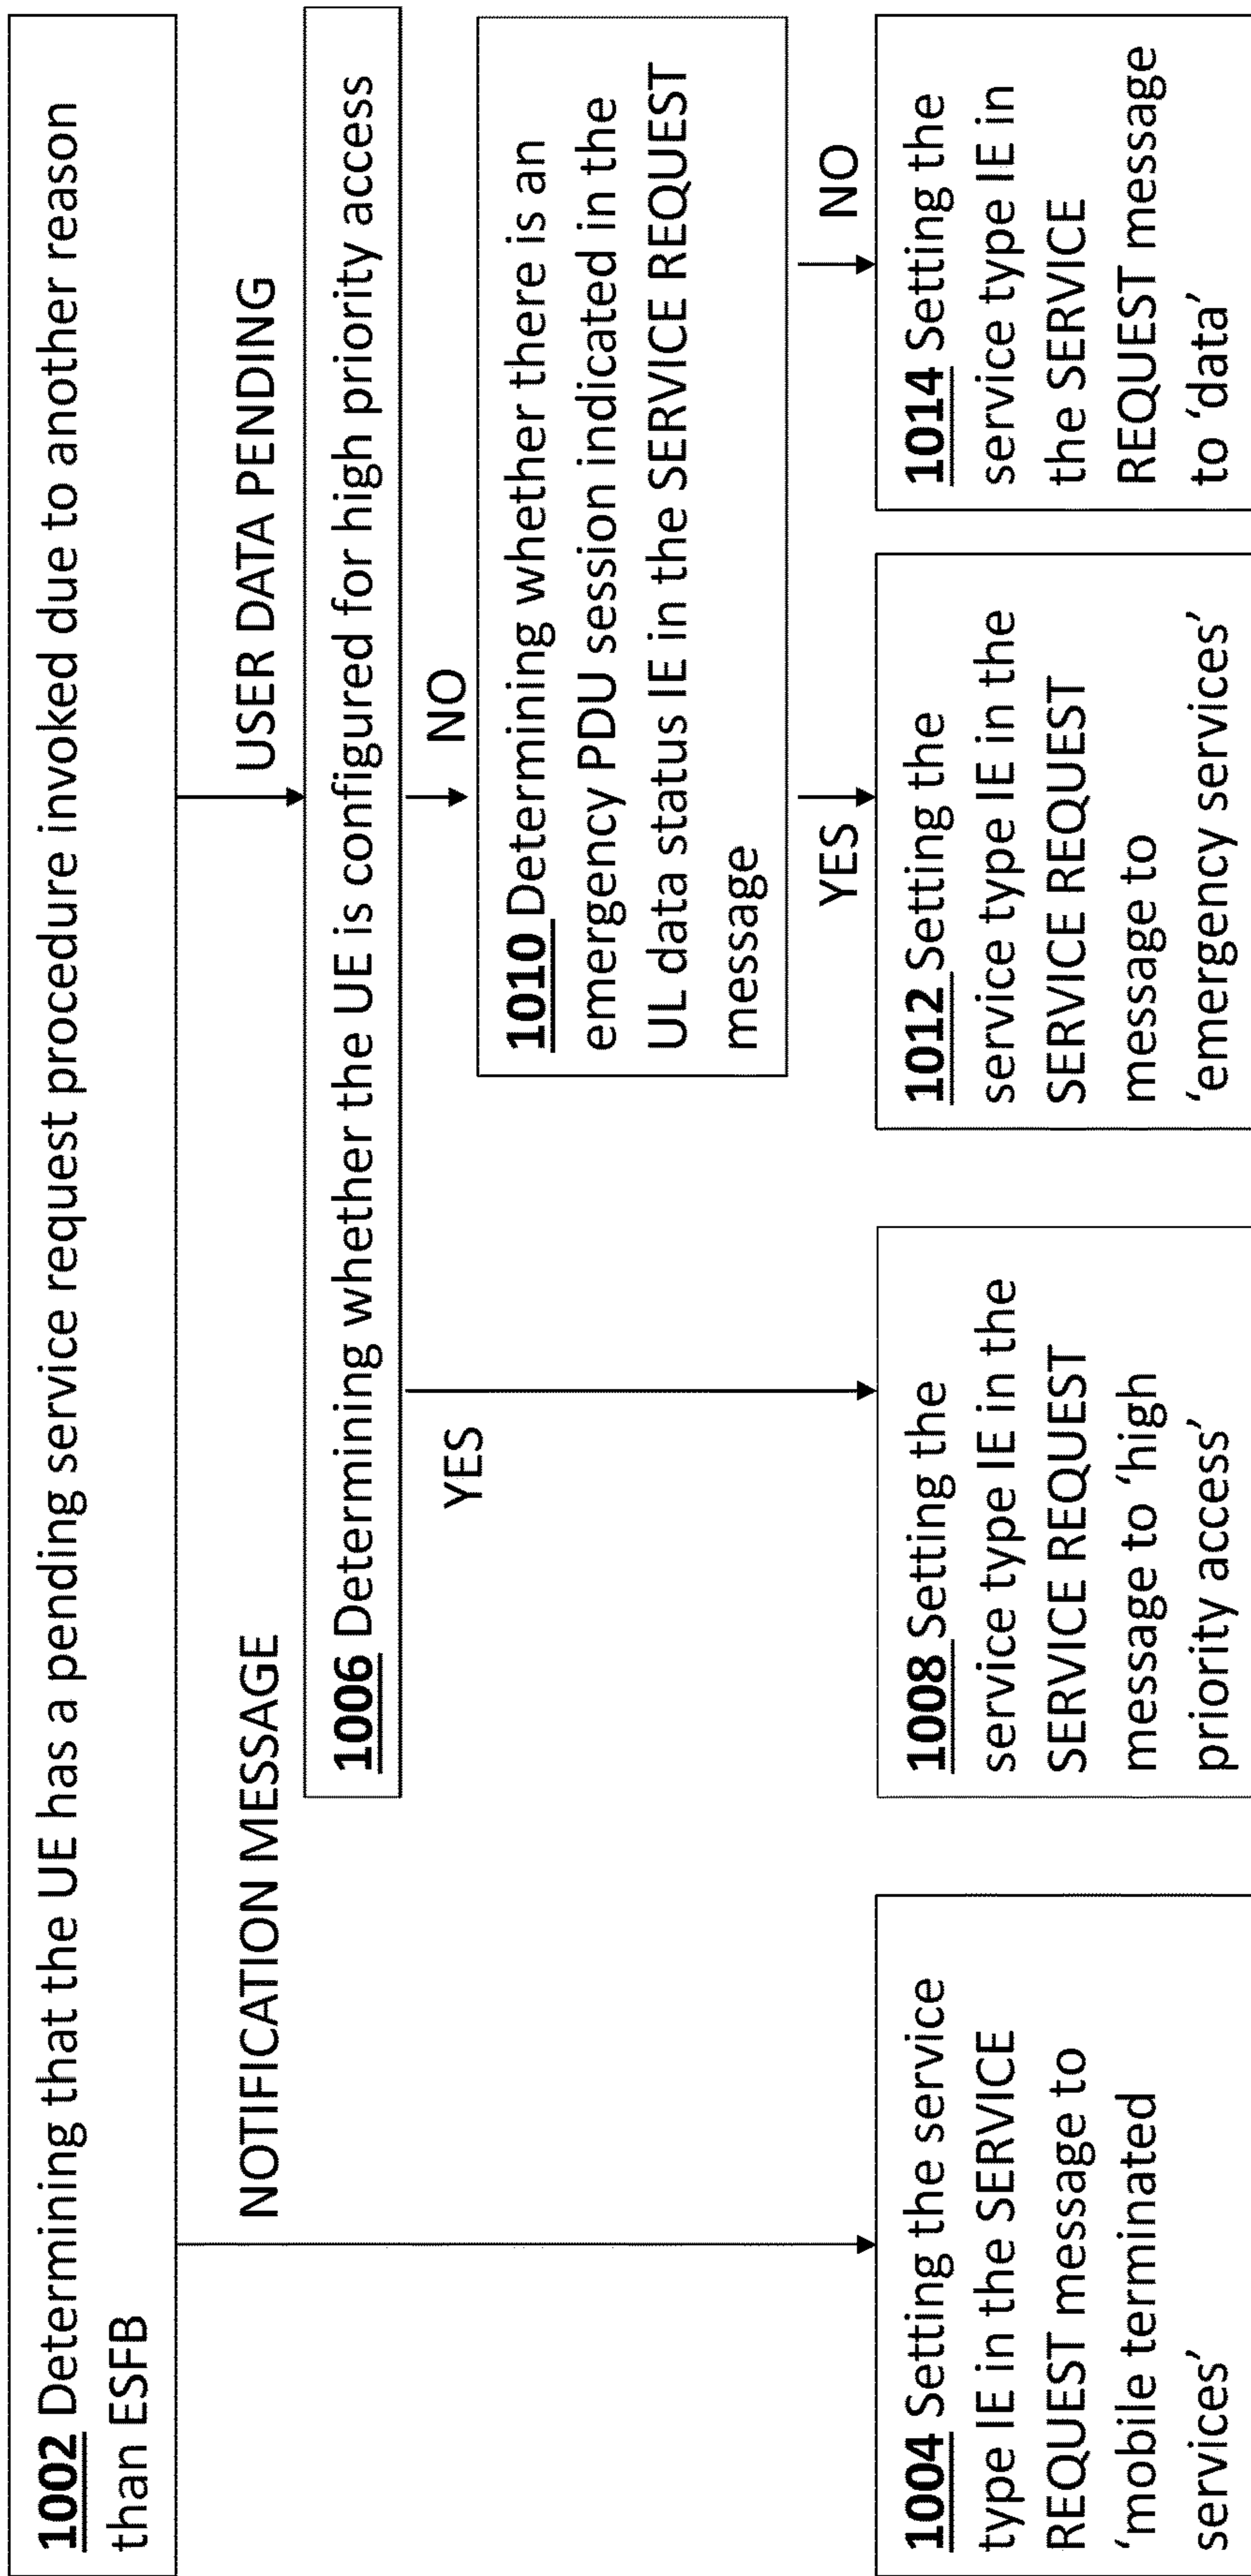 1002 Determining that the UE has a pending service request procedure invoked due to another reason
than ESFB
NOTIFICATION MESSAGE
USER DATA PENDING
1006 Determining whether the UE is configured for high priority access
YES
NO
1010 Determining whether there is an
emergency PDU session indicated in the
UL data status IE in the SERVICE REQUEST
message
YES
NO
1004 Setting the service
type IE in the SERVICE
REQUEST message to
‘mobile terminated
services’
1008 Setting the
service type IE in the
SERVICE REQUEST
message to ‘high
priority access’
1012 Setting the
service type IE in the
SERVICE REQUEST
message to
‘emergency services’
1014 Setting the
service type IE in
the SERVICE
REQUEST message
to ‘data’